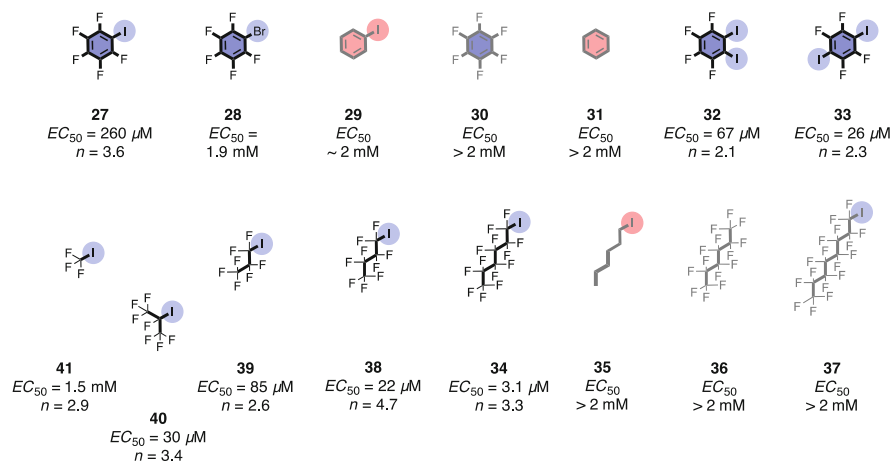 F I F F F F
F Br F F F F
I
F F F F F F
F I F I F F
F I F I F F
27
EC50 = 260 µM
n = 3.6
28
EC50 =
1.9 mM
29
EC50
~ 2 mM
30
EC50
> 2 mM
31
EC50
> 2 mM
32
EC50 = 67 µM
n = 2.1
33
EC50 = 26 µM
n = 2.3
I F F F
F F F F I F F F
F F I F F F F F
F F I F F F F F F F
F F I F F F F F F F F F F F
I
F F F F F F F F F F F F F F
F F I F F F F F F F F F F F F F F F
41
EC50 = 1.5 mM
n = 2.9
40
EC50 = 30 µM
n = 3.4
39
EC50 = 85 µM
n = 2.6
38
EC50 = 22 µM
n = 4.7
34
EC50 = 3.1 µM
n = 3.3
35
EC50
> 2 mM
36
EC50
> 2 mM
37
EC50
> 2 mM